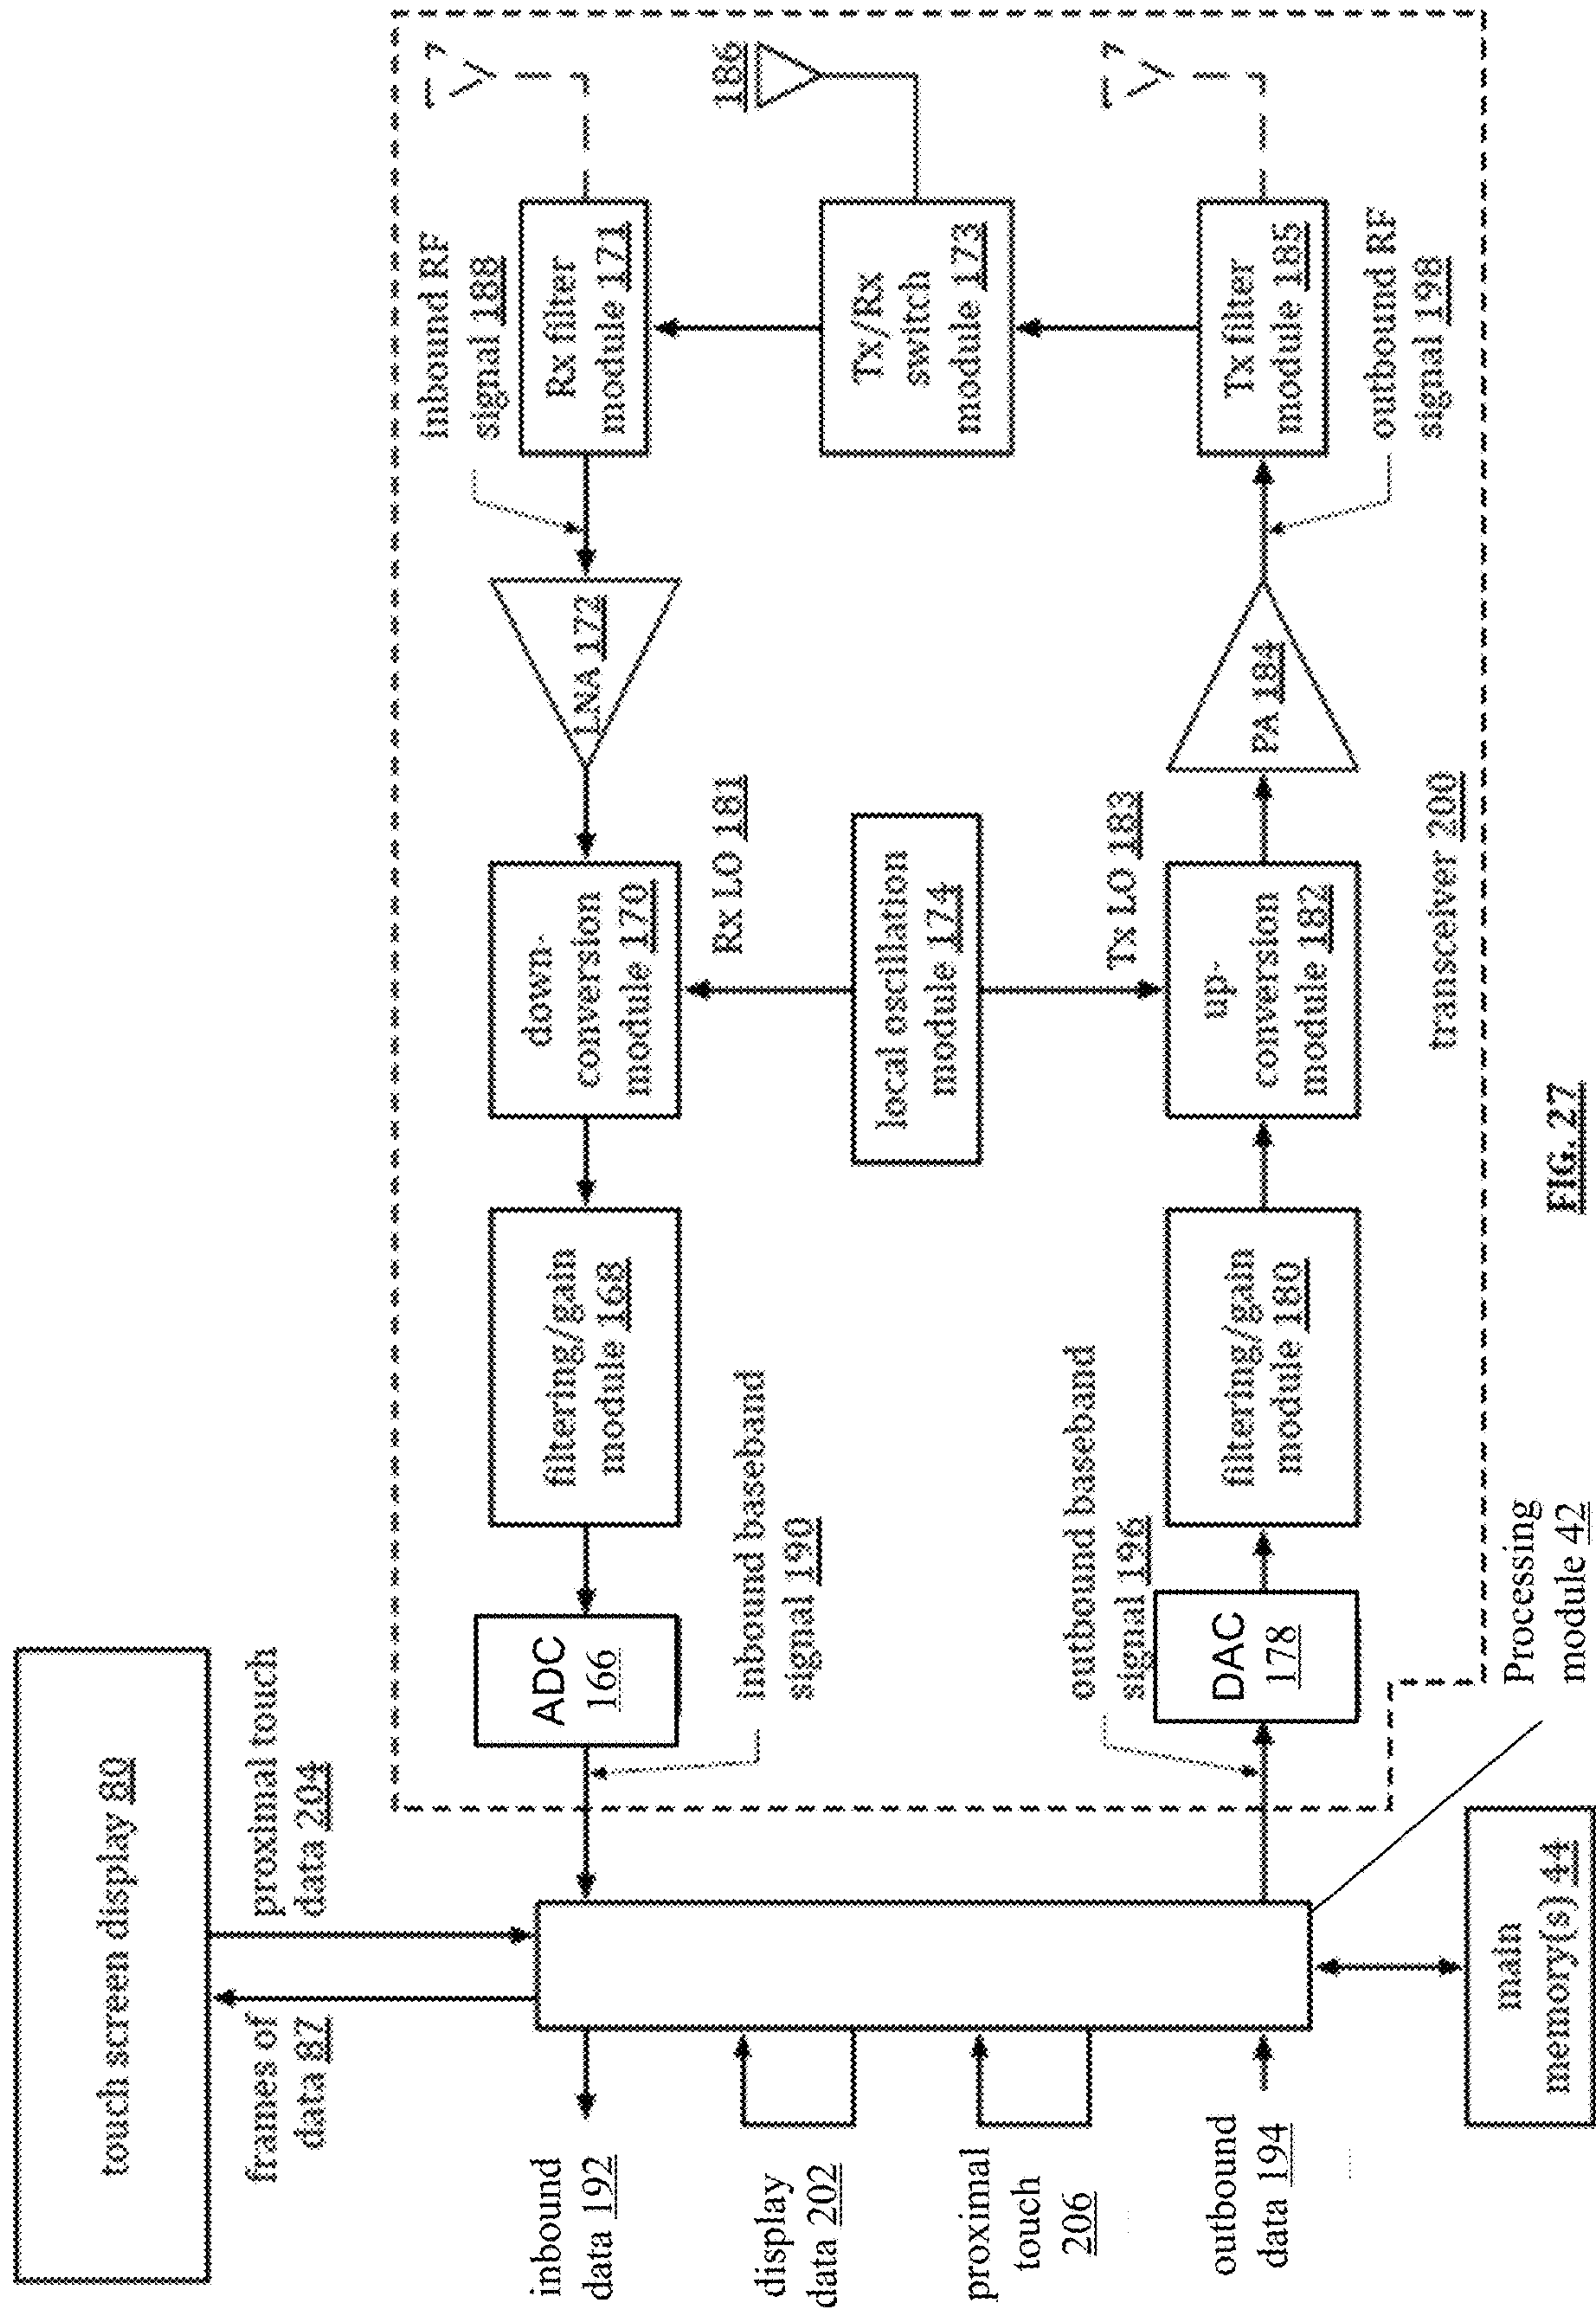 touch screen display 80
frames of
data 87
proximal touch
data 204
inbound
data 192
display
data 202
proximal
touch
206
outbound
data 194
main
memory(s) 44
Processing
module 42
ADC
166
inbound baseband
signal 190
filtering/gain
module 168
down-
conversion
module 170
Rx LO 181
LNA 172
inbound RF
signal 188
Rx filter
module 171
local oscillation
module 174
Tx/Rx
switch
module 173
186
outbound baseband
signal 196
DAC
178
filtering/gain
module 180
up-
conversion
module 182
Tx LO 183
PA 184
Tx filter
module 185
outbound RF
signal 198
transceiver 200
FIG. 27